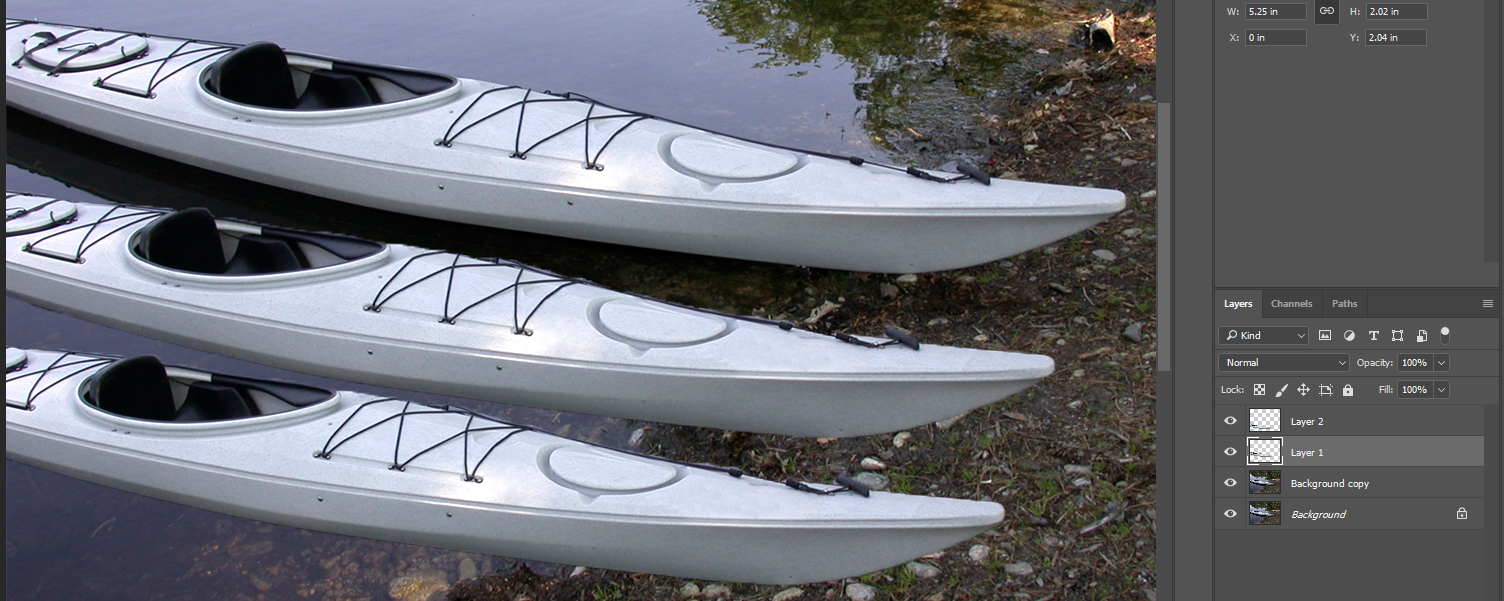 W: 5.25 in H: 2.02 in
X: 0 in Y: 2.04 in
Layers Channels Paths
Kind T
Normal Opacity: 100%
Lock: Fill: 100%
Layer 2
Layer 1
Background copy
Background